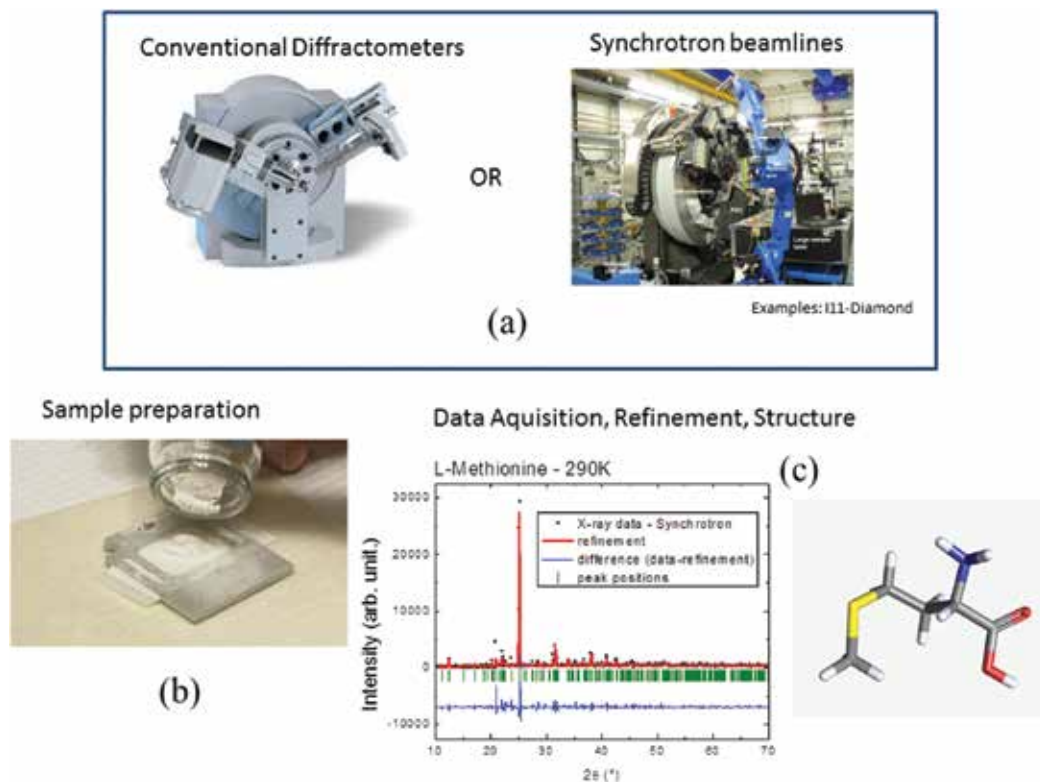 Conventional Diffractometers
Synchrotron beamlines
OR
Examples: I11-Diamond
(a)
Sample preparation
Data Aquisition, Refinement, Structure
(b)
(c)
L-Methionine - 290K
30000
20000
10000
0
-10000
Intensity (arb. unit.)
X-ray data - Synchrotron
refinement
difference (data-refinement)
peak positions
10
20
30
40
50
60
70
2θ (°)